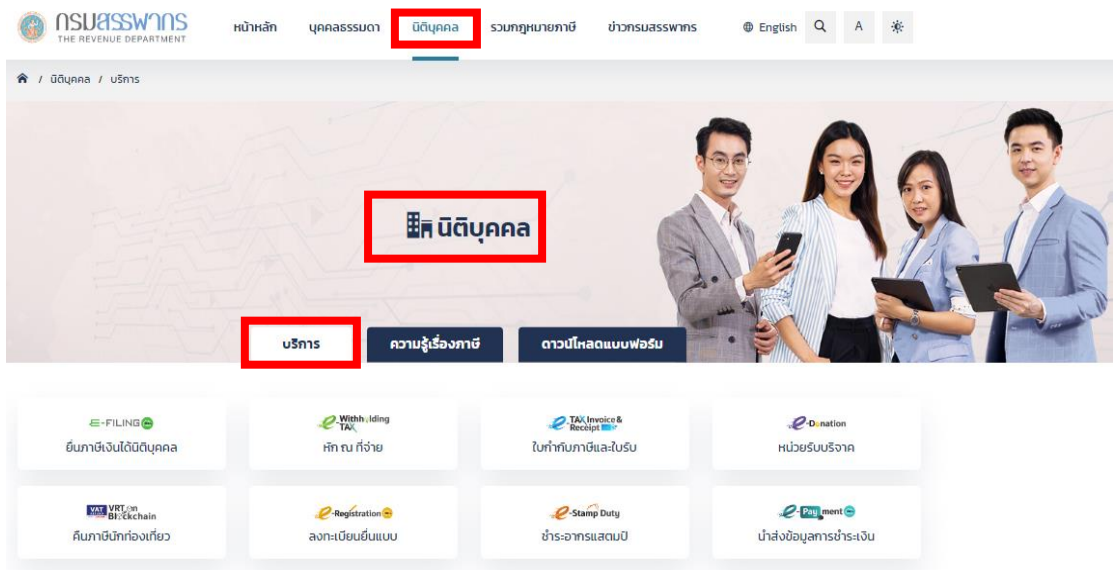 กรมสรรพากร
THE REVENUE DEPARTMENT
หน้าหลัก บุคคลธรรมดา นิติบุคคล รวมกฎหมายภาษี ข่าวกรมสรรพากร English A
/ นิติบุคคล / บริการ
นิติบุคคล
บริการ ความรู้เรื่องภาษี ดาวน์โหลดแบบฟอร์ม
E-FILING
ยื่นภาษีเงินได้นิติบุคคล
e-Withholding
TAX
หัก ณ ที่จ่าย
e-TAX Invoice &
Receipt
ใบกำกับภาษีและใบรับ
e-Donation
หน่วยรับบริจาค
VAT VRT on
Blockchain
คืนภาษีนักท่องเที่ยว
e-Registration
ลงทะเบียนยื่นแบบ
e-Stamp Duty
ชำระอากรแสตมป์
e-Payment
นำส่งข้อมูลการชำระเงิน